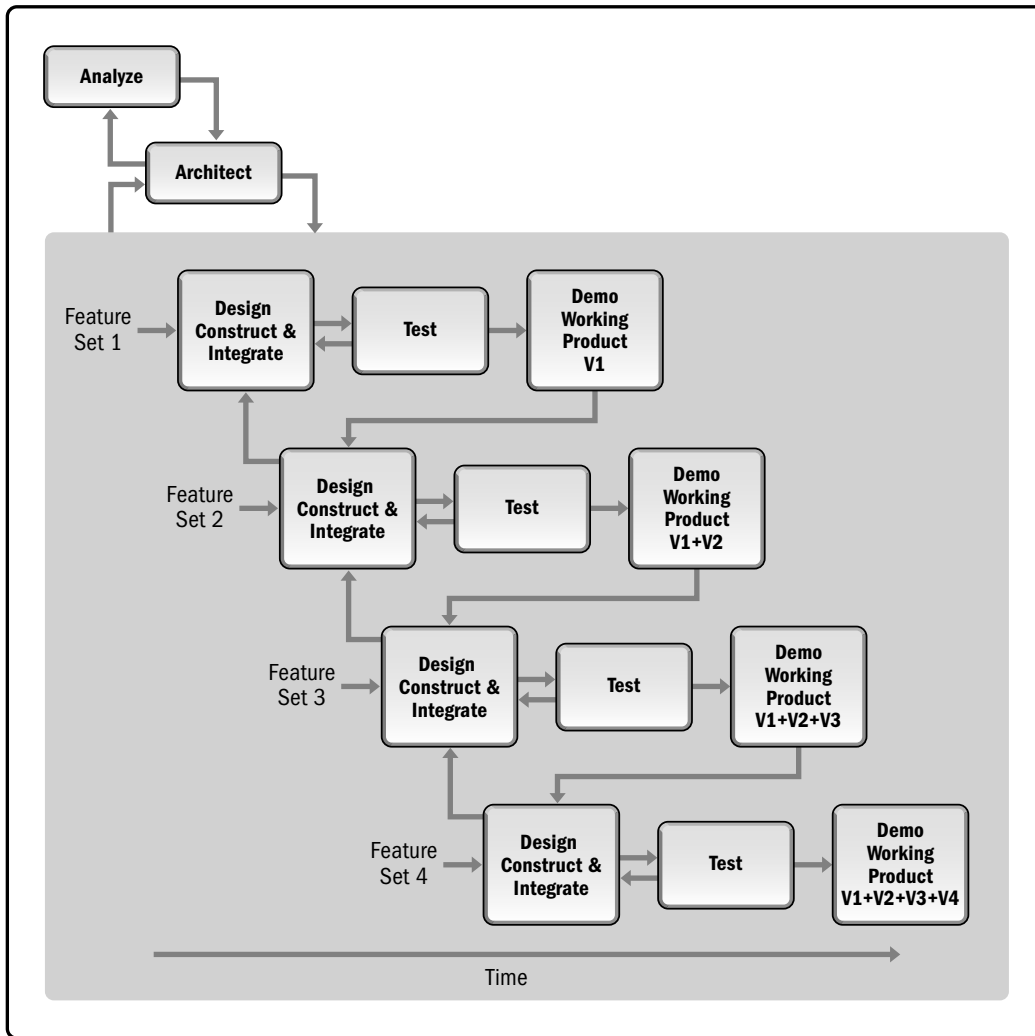 Analyze
Architect
Feature
Set 1
Design
Construct &
Integrate
Test
Demo
Working
Product
V1
Feature
Set 2
Design
Construct &
Integrate
Test
Demo
Working
Product
V1+V2
Feature
Set 3
Design
Construct &
Integrate
Test
Demo
Working
Product
V1+V2+V3
Feature
Set 4
Design
Construct &
Integrate
Test
Demo
Working
Product
V1+V2+V3+V4
Time